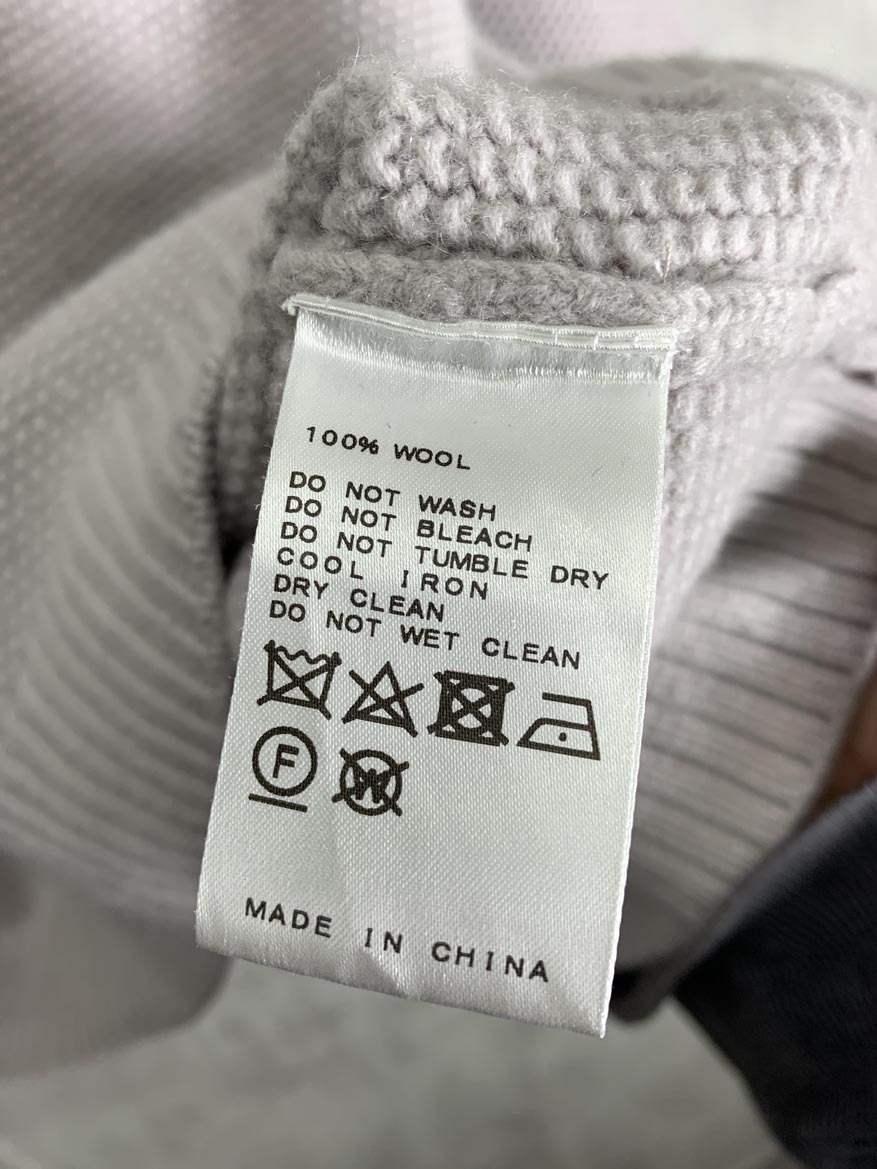 100% WOOL
DO NOT WASH
DO NOT BLEACH
DO NOT TUMBLE DRY
COOL IRON
DRY CLEAN
DO NOT WET CLEAN
F W
MADE IN CHINA